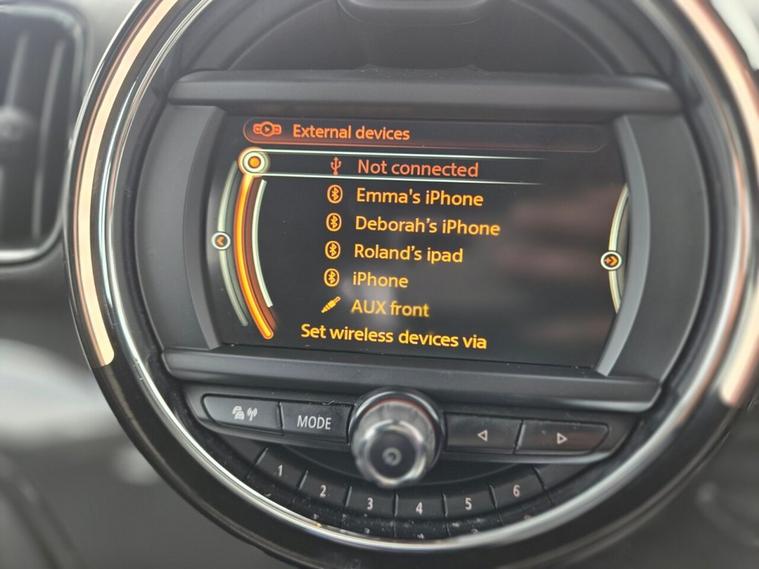 External devices
Not connected
Emma's iPhone
Deborah's iPhone
Roland's ipad
iPhone
AUX front
Set wireless devices via
MODE
1 2 3 4 5 6